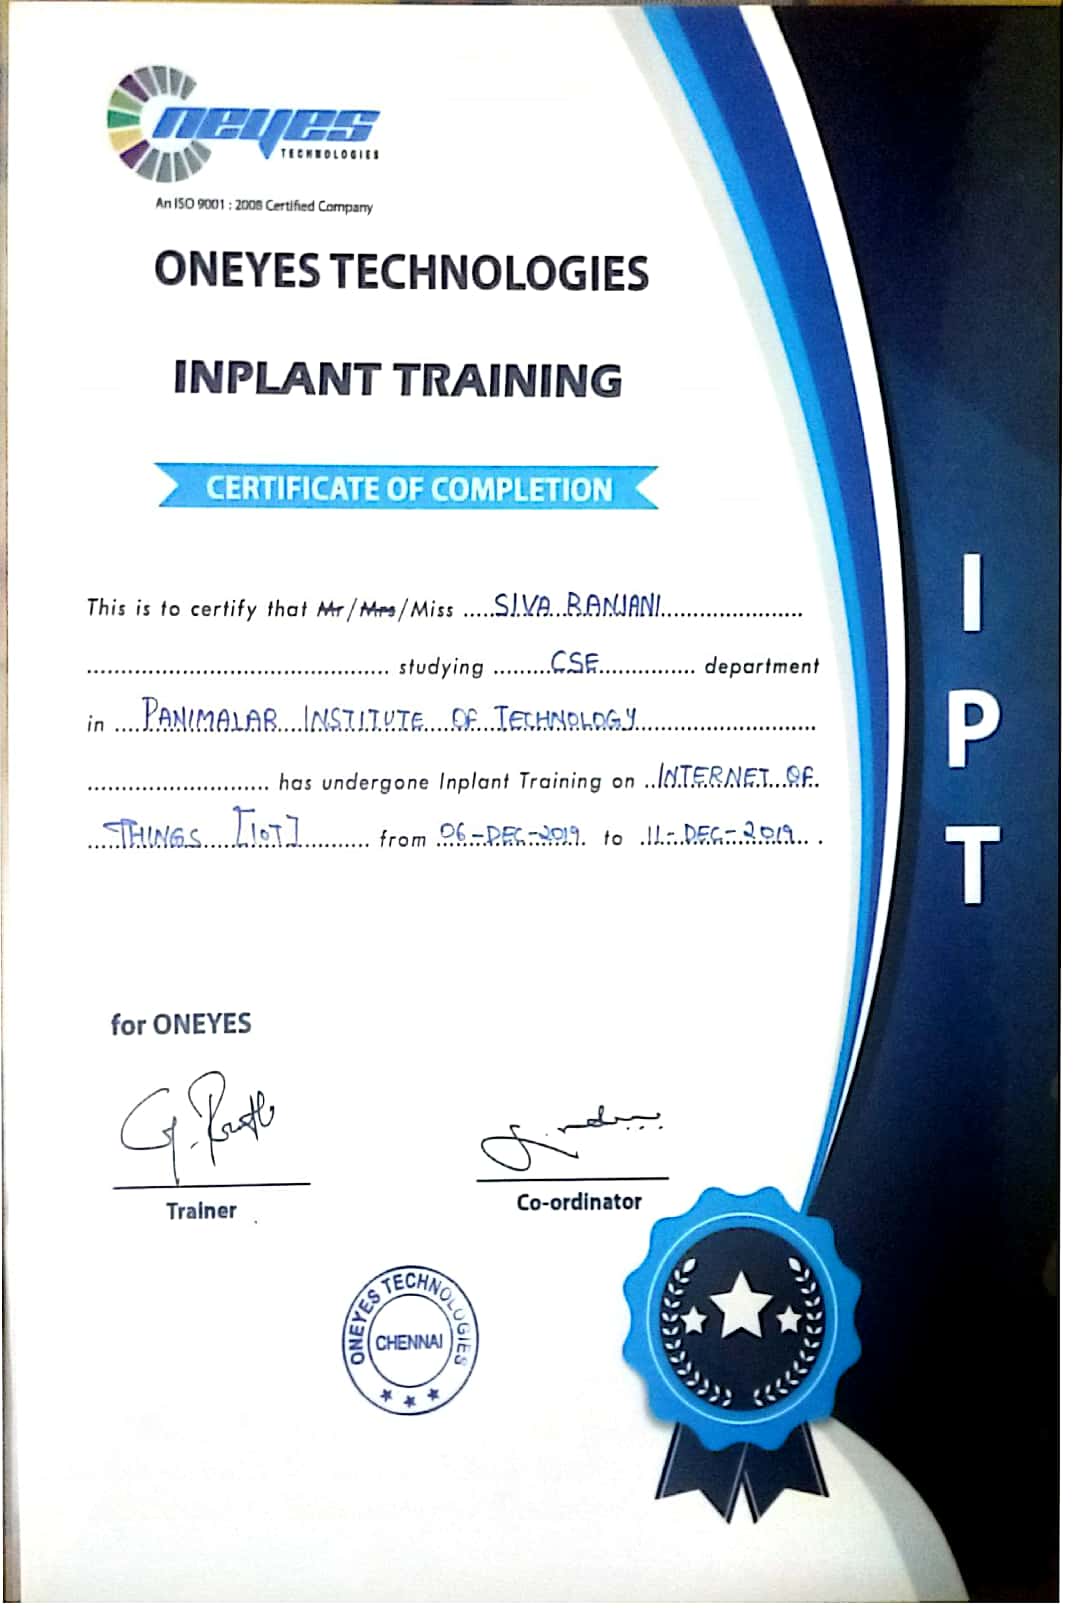 Oneyes
TECHNOLOGIES
An ISO 9001 : 2008 Certified Company
ONEYES TECHNOLOGIES
INPLANT TRAINING
CERTIFICATE OF COMPLETION
This is to certify that Mr/Mrs/Miss .....SIVA RANJANI.....................
....................................... studying .........CSE............... department
in ....PANIMALAR INSTITUTE OF TECHNOLOGY.......................
........................... has undergone Inplant Training on ..INTERNET OF
THINGS [IOT].......... from 06-DEC-2019 to 11-DEC-2019 .
I
P
T
for ONEYES
Trainer
Co-ordinator
ONEYES TECHNOLOGIES
CHENNAI